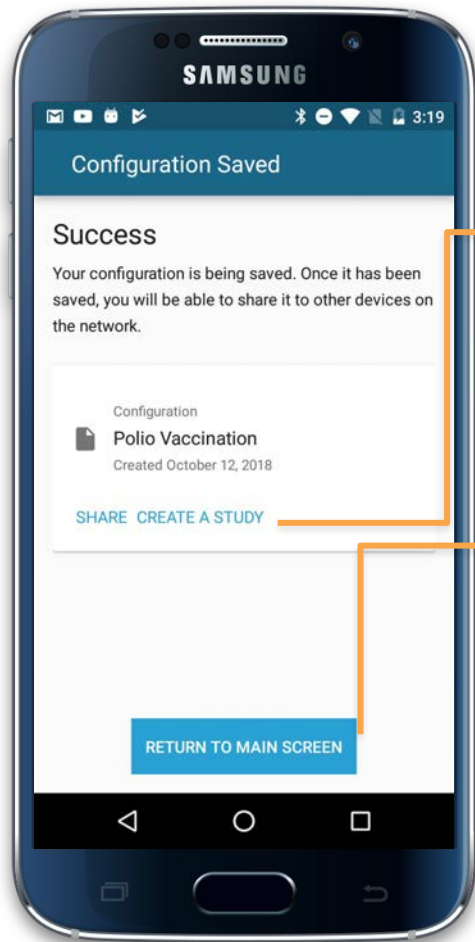 SAMSUNG
3:19
Configuration Saved
Success
Your configuration is being saved. Once it has been
saved, you will be able to share it to other devices on
the network.
Configuration
Polio Vaccination
Created October 12, 2018
SHARE CREATE A STUDY
RETURN TO MAIN SCREEN